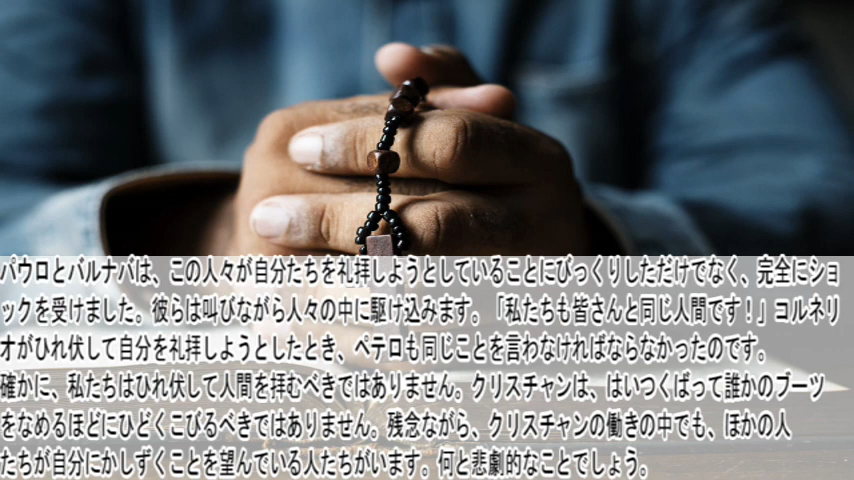 パウロとバルナバは、この人々が自分たちを礼拝しようとしていることにびっくりしただけでなく、完全にショ
ックを受けました。彼らは叫びながら人々の中に駆け込みます。「私たちも皆さんと同じ人間です！」コルネリ
オがひれ伏して自分を礼拝しようとしたとき、ペテロも同じことを言わなければならなかったのです。
確かに、私たちはひれ伏して人間を拝むべきではありません。クリスチャンは、はいつくばって誰かのブーツ
をなめるほどにひどくこびるべきではありません。残念ながら、クリスチャンの働きの中でも、ほかの人
たちが自分にかしずくことを望んでいる人たちがいます。何と悲劇的なことでしょう。